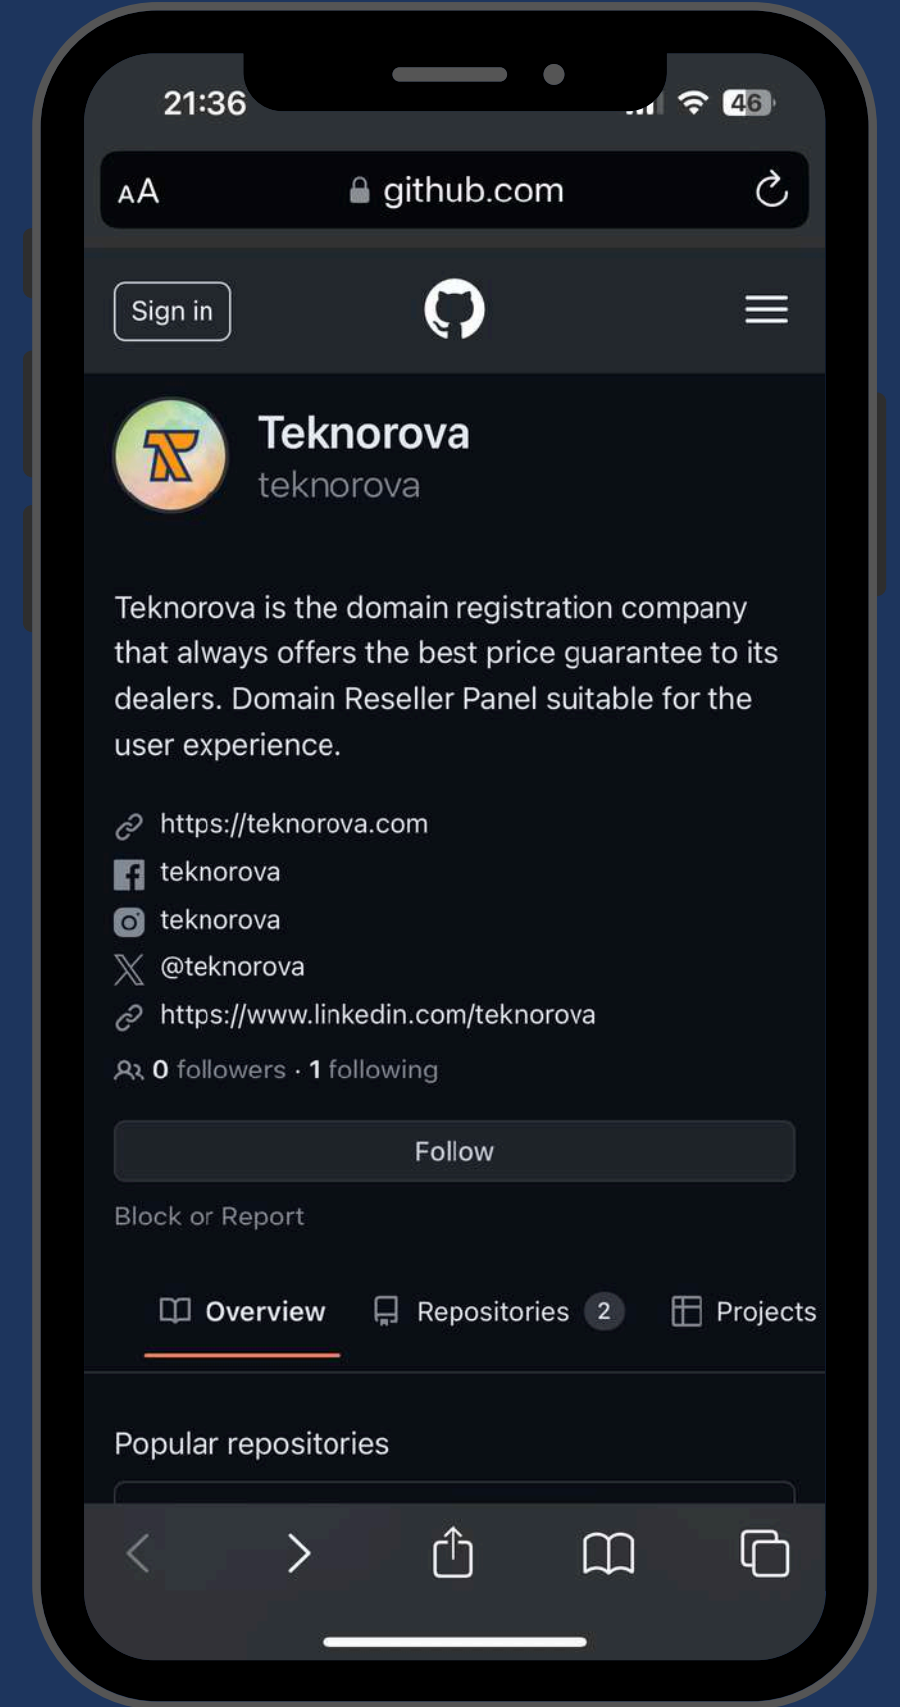 21:36
46
AA
github.com
Sign in
Teknorova
teknorova
Teknorova is the domain registration company
that always offers the best price guarantee to its
dealers. Domain Reseller Panel suitable for the
user experience.
https://teknorova.com
teknorova
teknorova
@teknorova
https://www.linkedin.com/teknorova
0 followers · 1 following
Follow
Block or Report
Overview Repositories 2 Projects
Popular repositories